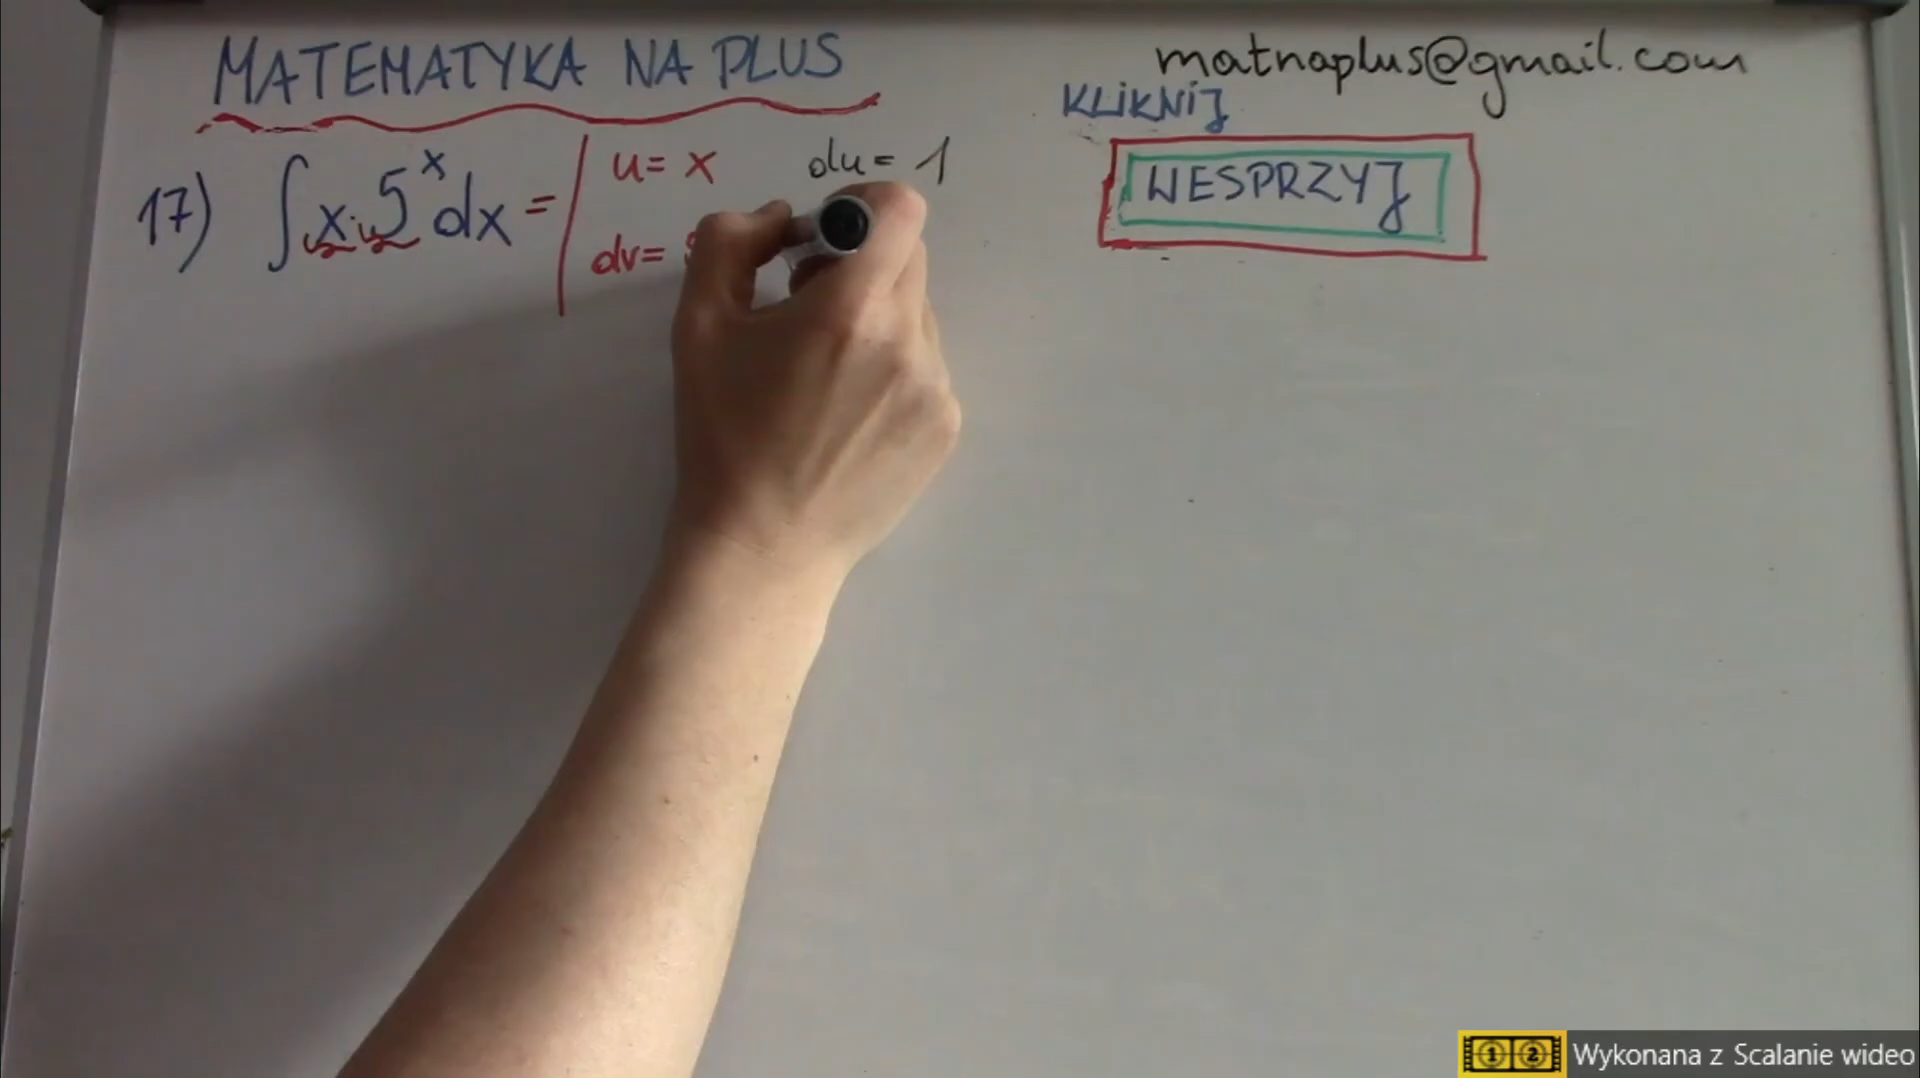 MATEMATYKA NA PLUS
matnaplus@gmail.com
KLIKNIJ
WESPRZYJ
17) ∫x·5^x dx =
u= x du= 1
dv=
Wykonana z Scalanie wideo